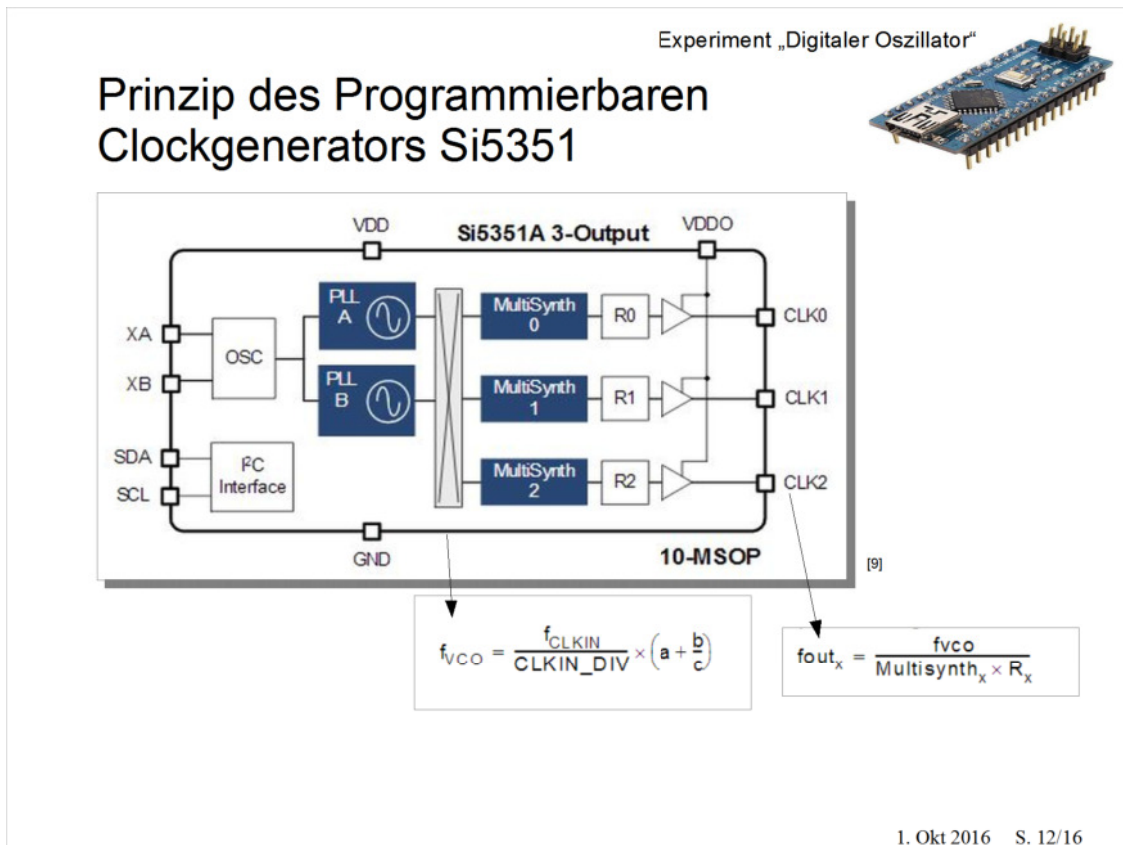 Experiment „Digitaler Oszillator“
Prinzip des Programmierbaren
Clockgenerators Si5351
VDD
Si5351A 3-Output
VDDO
XA
XB
OSC
PLL
A
PLL
B
MultiSynth
0
R0
CLK0
MultiSynth
1
R1
CLK1
MultiSynth
2
R2
CLK2
SDA
SCL
I²C
Interface
GND
10-MSOP
[9]
f_VCO = f_CLKIN / CLKIN_DIV × (a + b/c)
fout_x = fvco / Multisynth_x × R_x
1. Okt 2016 S. 12/16